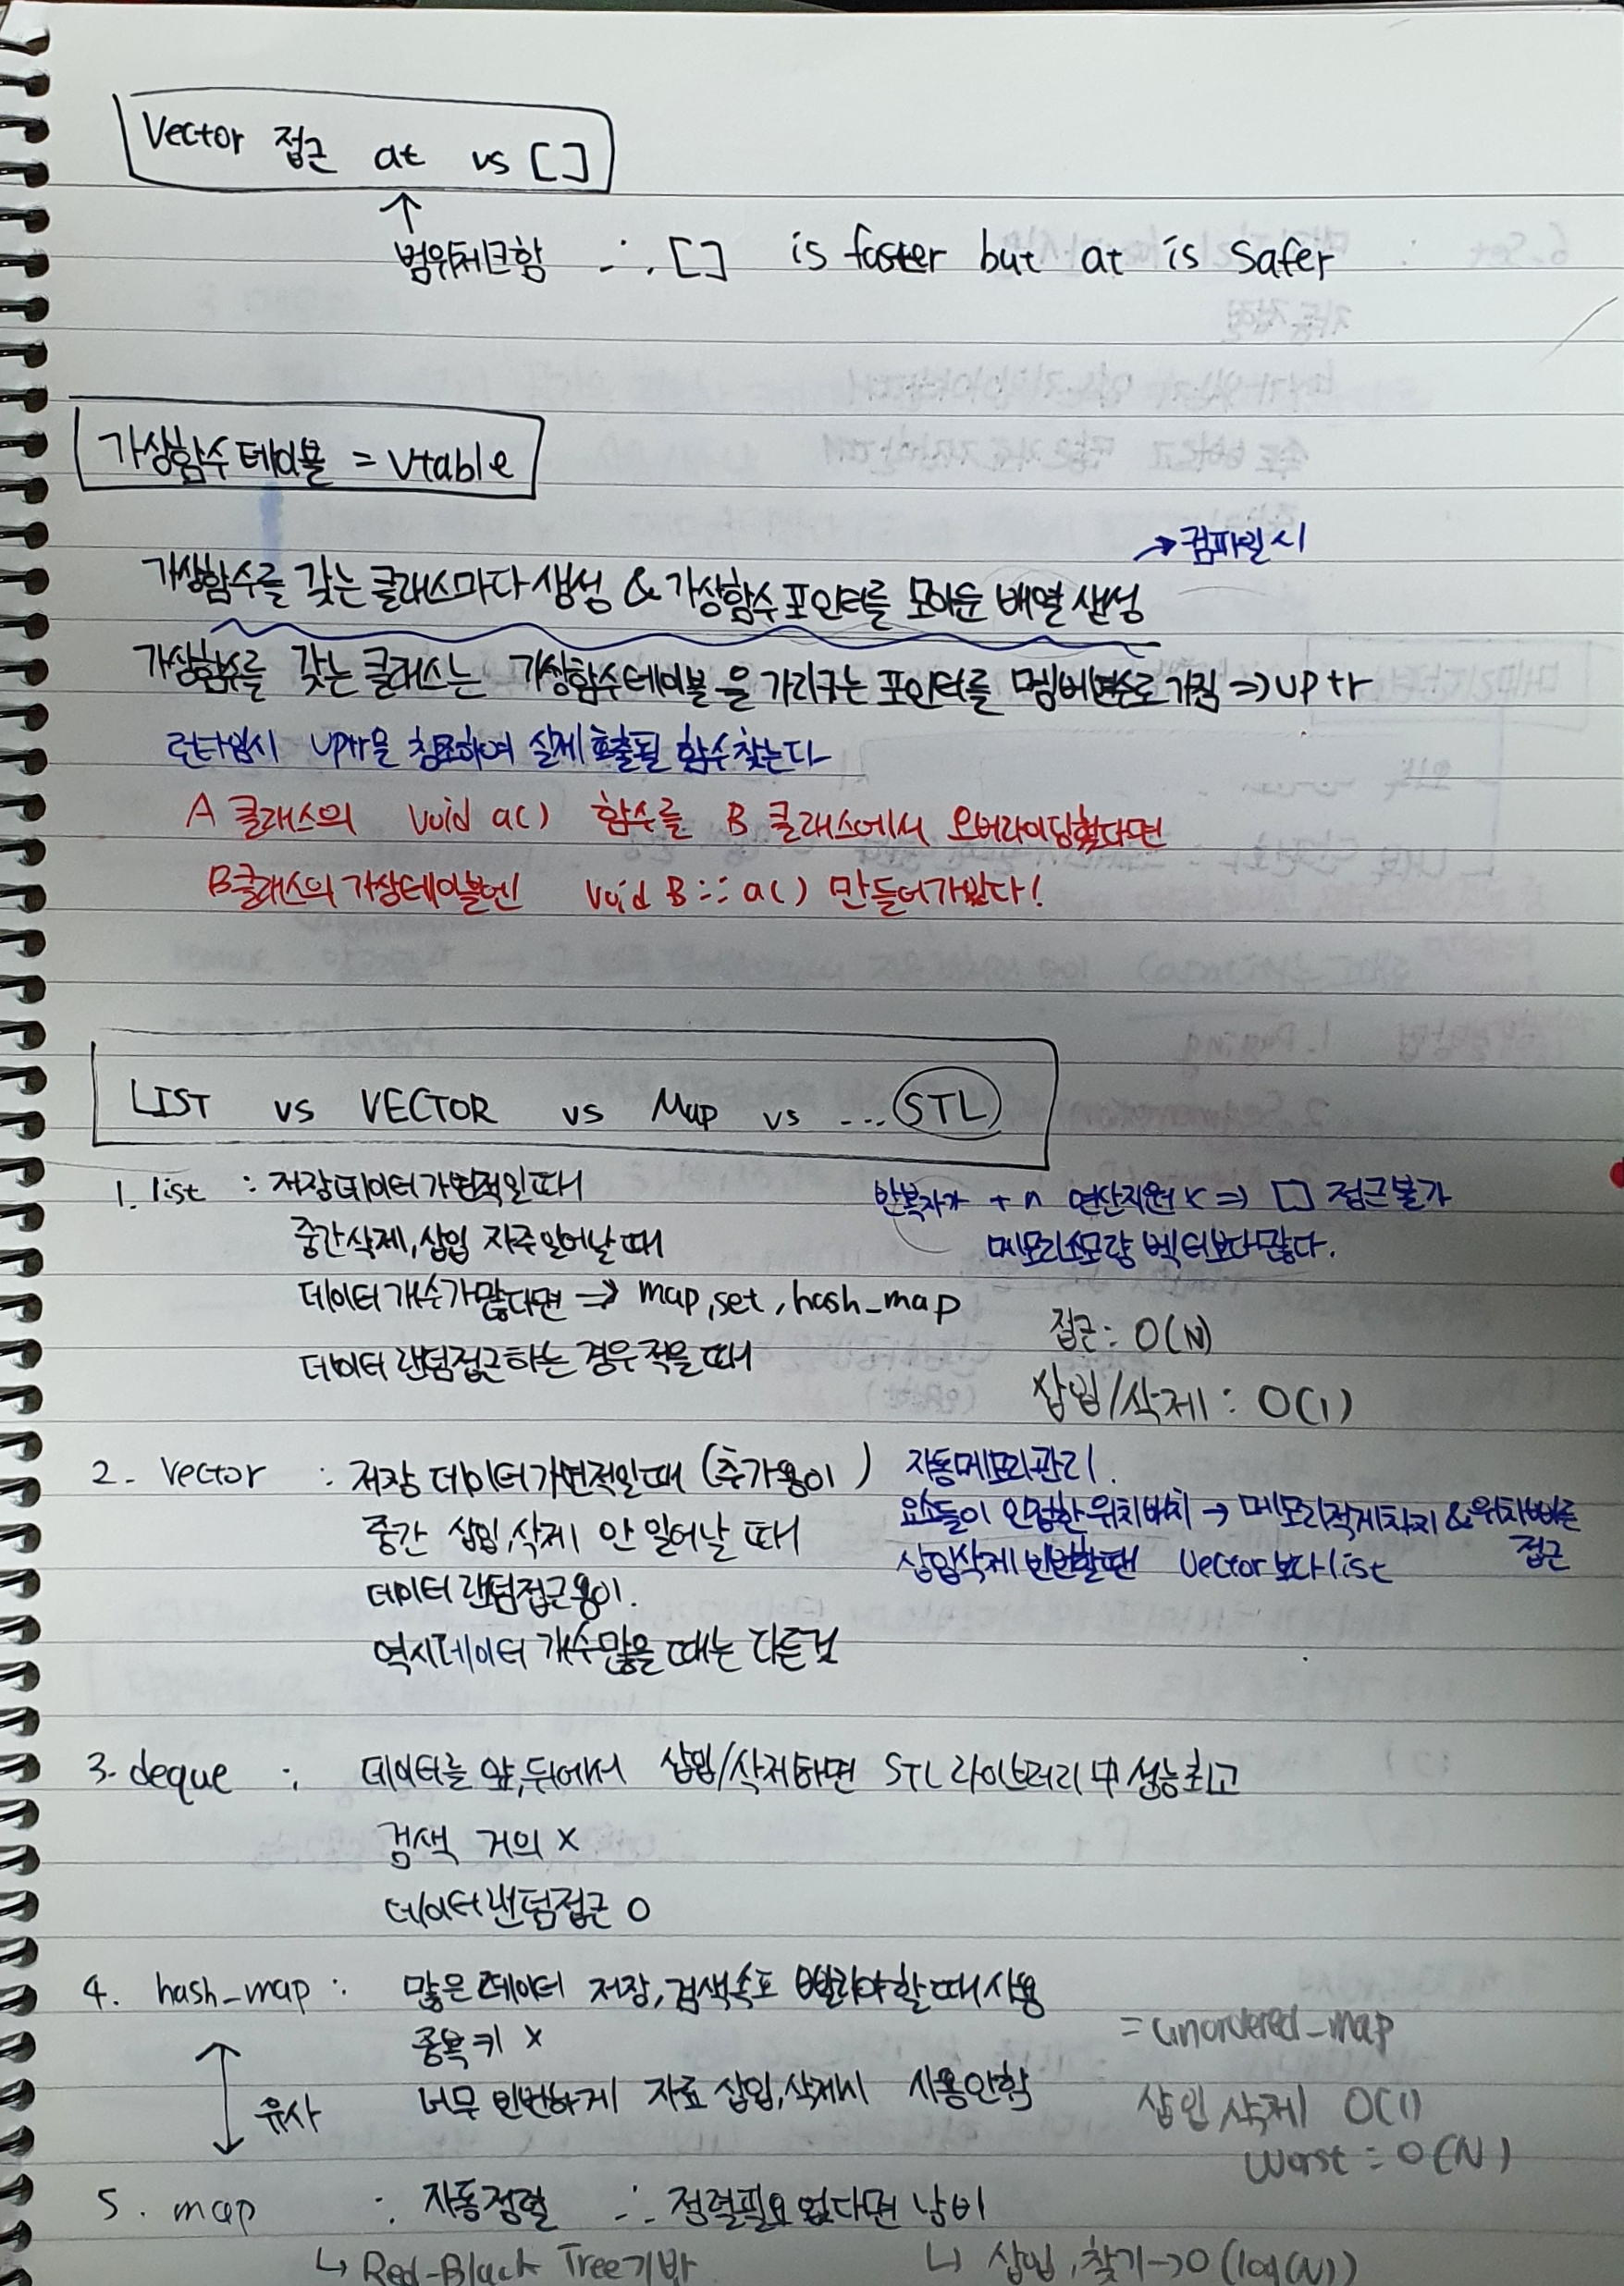 Vector 접근 at vs []
↑
범위체크함 ∴ [] is faster but at is safer
가상함수테이블 = Vtable
→ 컴파일시
가상함수를 갖는 클래스마다 생성 & 가상함수 포인터를 모아둔 배열 생성
가상함수를 갖는 클래스는 가상함수테이블을 가리키는 포인터를 멤버변수로 가짐 ⇒ vptr
런타임시 vptr을 참조하여 실제 호출될 함수 찾는다
A 클래스의 void a() 함수를 B 클래스에서 오버라이딩했다면
B클래스의 가상테이블엔 void B::a() 만들어가있다!
LIST vs VECTOR vs Map vs ... STL
1. list : 저장데이터 가변적인때
중간삭제,삽입 자주일어날때
데이터 개수가 많다면 ⇒ map,set,hash_map
데이터 랜덤접근하는 경우 적을때
반복자가 +n 연산지원 x ⇒ [] 접근불가
메모리소모량 벡터보다많다.
접근: O(N)
삽입/삭제: O(1)
2. Vector : 저장 데이터 가변적일때 (추가용이)
중간 삽입,삭제 안 일어날 때
데이터 랜덤접근용이.
역시데이터 개수많을 때는 다른것
자동메모리관리.
요소들이 인접한위치배치 → 메모리적게차지 & 위치빠른
접근
삽입삭제 빈번할땐 Vector보다 list
3. deque : 데이터를 앞,뒤에서 삽입/삭제하면 STL 라이브러리 中 성능최고
검색 거의 x
데이터랜덤접근 O
4. hash_map : 많은 데이터 저장,검색속도 빨라야할때사용
중복 키 x
너무 빈번하게 자료 삽입,삭제시 사용안함
= unordered_map
삽입,삭제 O(1)
Worst : O(N)
↕ 유사
5. map : 자동정렬 ∴ 정렬필요 없다면 낭비
↳ Red-Black Tree기반 ↳ 삽입,찾기→O(log(N))